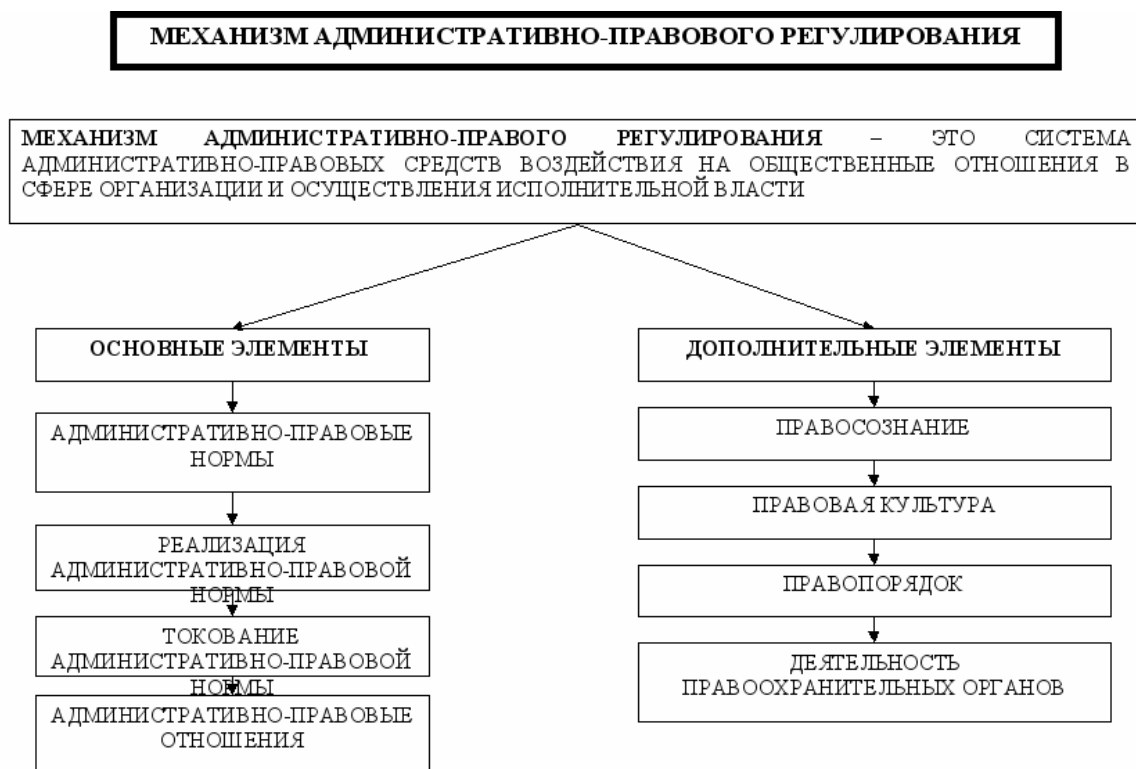 МЕХАНИЗМ АДМИНИСТРАТИВНО-ПРАВОВОГО РЕГУЛИРОВАНИЯ
МЕХАНИЗМ АДМИНИСТРАТИВНО-ПРАВОГО РЕГУЛИРОВАНИЯ – ЭТО СИСТЕМА
АДМИНИСТРАТИВНО-ПРАВОВЫХ СРЕДСТВ ВОЗДЕЙСТВИЯ НА ОБЩЕСТВЕННЫЕ ОТНОШЕНИЯ В
СФЕРЕ ОРГАНИЗАЦИИ И ОСУЩЕСТВЛЕНИЯ ИСПОЛНИТЕЛЬНОЙ ВЛАСТИ
ОСНОВНЫЕ ЭЛЕМЕНТЫ
АДМИНИСТРАТИВНО-ПРАВОВЫЕ
НОРМЫ
РЕАЛИЗАЦИЯ
АДМИНИСТРАТИВНО-ПРАВОВОЙ
НОРМЫ
ТОКОВАНИЕ
АДМИНИСТРАТИВНО-ПРАВОВОЙ
НОРМЫ
АДМИНИСТРАТИВНО-ПРАВОВЫЕ
ОТНОШЕНИЯ
ДОПОЛНИТЕЛЬНЫЕ ЭЛЕМЕНТЫ
ПРАВОСОЗНАНИЕ
ПРАВОВАЯ КУЛЬТУРА
ПРАВОПОРЯДОК
ДЕЯТЕЛЬНОСТЬ
ПРАВООХРАНИТЕЛЬНЫХ ОРГАНОВ